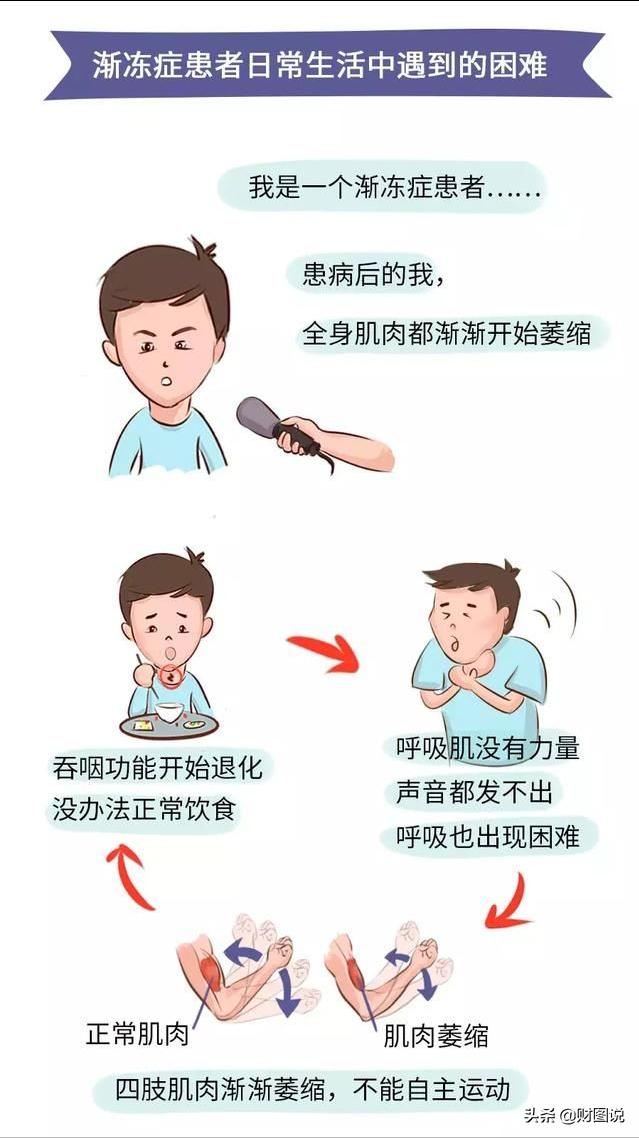 渐冻症患者日常生活中遇到的困难
我是一个渐冻症患者……
患病后的我，
全身肌肉都渐渐开始萎缩
吞咽功能开始退化
没办法正常饮食
呼吸肌没有力量
声音都发不出
呼吸也出现困难
正常肌肉
肌肉萎缩
四肢肌肉渐渐萎缩，不能自主运动
头条 @财图说